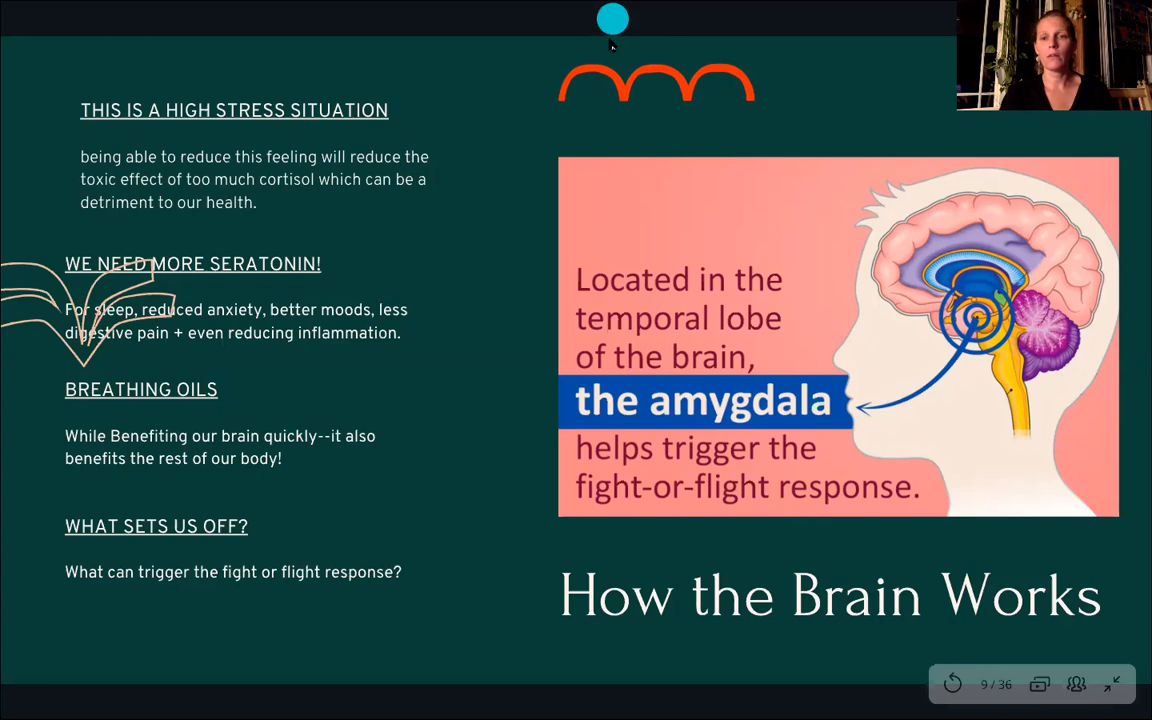 THIS IS A HIGH STRESS SITUATION
being able to reduce this feeling will reduce the
toxic effect of too much cortisol which can be a
detriment to our health.
WE NEED MORE SERATONIN!
For sleep, reduced anxiety, better moods, less
digestive pain + even reducing inflammation.
BREATHING OILS
While Benefiting our brain quickly--it also
benefits the rest of our body!
WHAT SETS US OFF?
What can trigger the fight or flight response?
Located in the
temporal lobe
of the brain,
the amygdala
helps trigger the
fight-or-flight response.
How the Brain Works
9 / 36